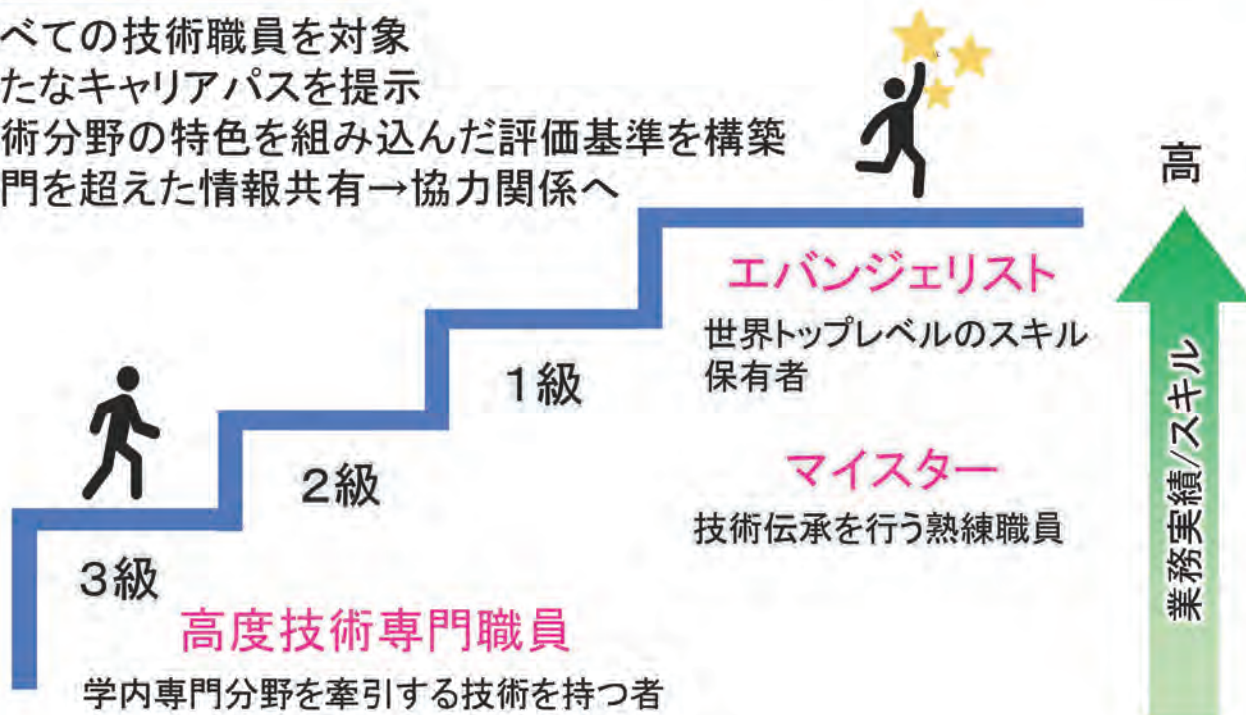 べての技術職員を対象
たなキャリアパスを提示
術分野の特色を組み込んだ評価基準を構築
門を超えた情報共有→協力関係へ
高
エバンジェリスト
世界トップレベルのスキル
保有者
1級
マイスター
技術伝承を行う熟練職員
2級
3級
高度技術専門職員
学内専門分野を牽引する技術を持つ者
業務実績/スキル